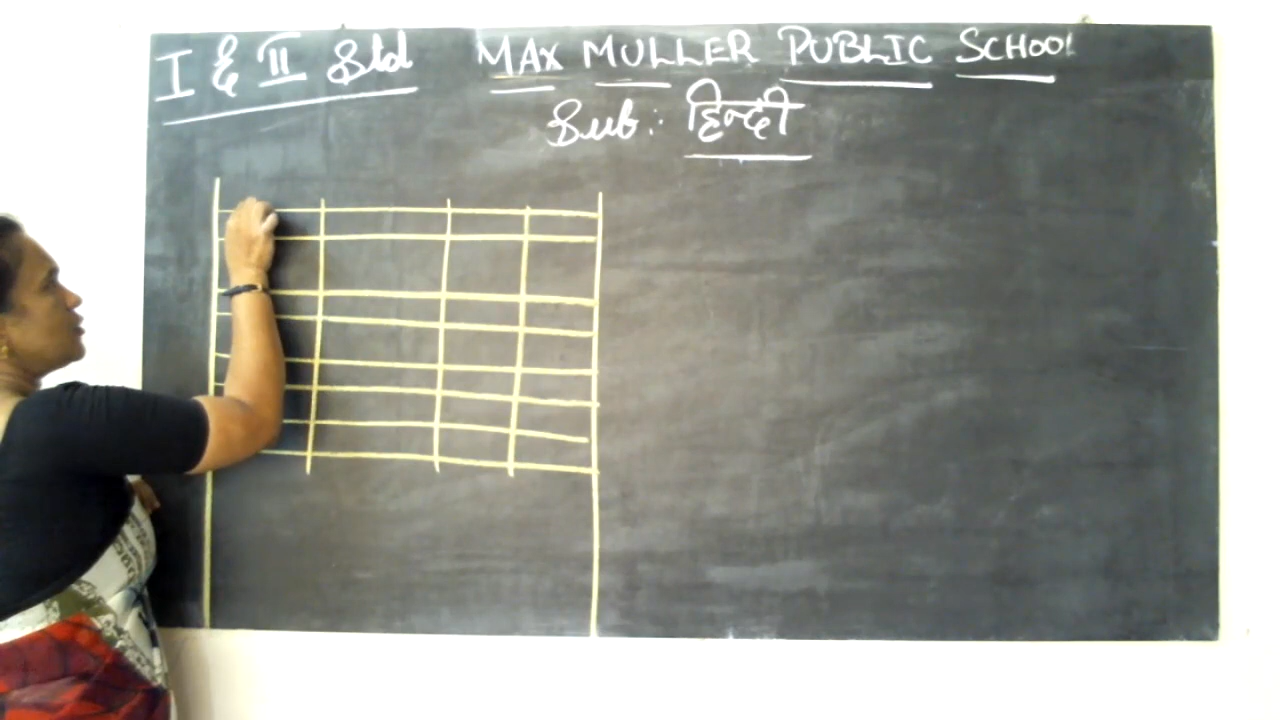 I & II Std MAX MULLER PUBLIC SCHOOL
Sub: हिन्दी